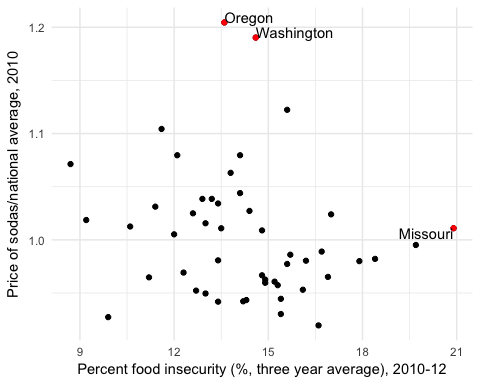 Oregon
Washington
1.2
1.1
1.0
Missouri
Price of sodas/national average, 2010
9
12
15
18
21
Percent food insecurity (%, three year average), 2010-12